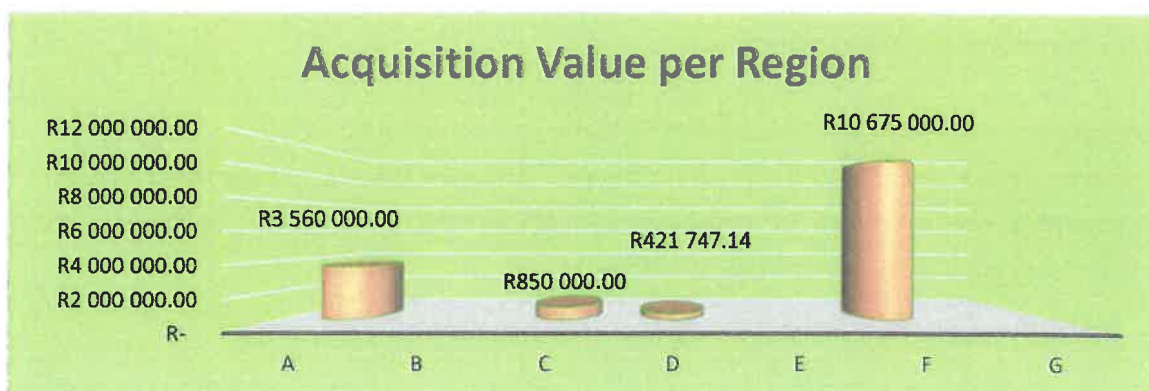 Acquisition Value per Region
R12 000 000.00
R10 675 000.00
R10 000 000.00
R8 000 000.00
R3 560 000.00
R6 000 000.00
R421 747.14
R4 000 000.00
R850 000.00
R2 000 000.00
R-
A B C D E F G